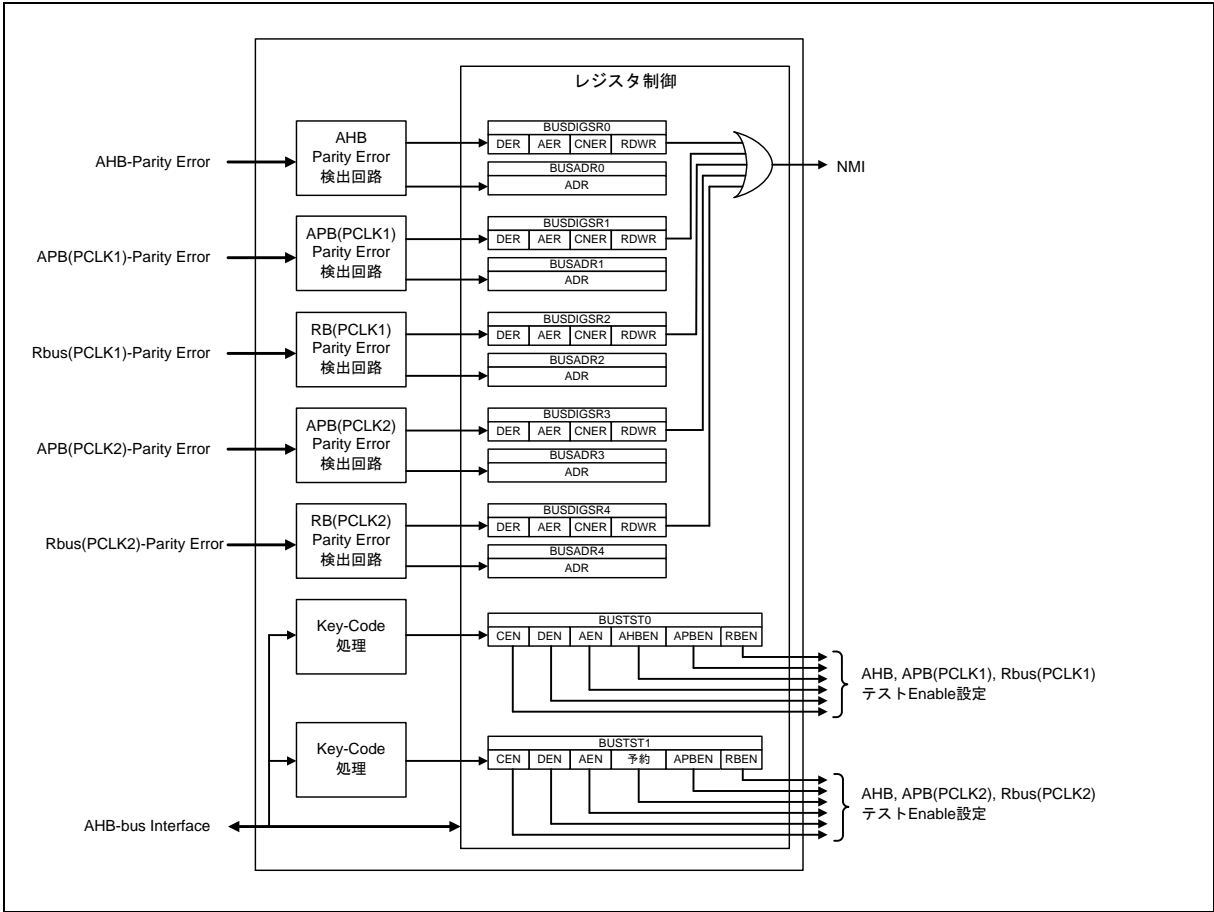 レジスタ制御
AHB-Parity Error
AHB
Parity Error
検出回路
BUSDIGSR0
DER AER CNER RDWR
BUSADR0
ADR
NMI
APB(PCLK1)-Parity Error
APB(PCLK1)
Parity Error
検出回路
BUSDIGSR1
DER AER CNER RDWR
BUSADR1
ADR
Rbus(PCLK1)-Parity Error
RB(PCLK1)
Parity Error
検出回路
BUSDIGSR2
DER AER CNER RDWR
BUSADR2
ADR
APB(PCLK2)-Parity Error
APB(PCLK2)
Parity Error
検出回路
BUSDIGSR3
DER AER CNER RDWR
BUSADR3
ADR
Rbus(PCLK2)-Parity Error
RB(PCLK2)
Parity Error
検出回路
BUSDIGSR4
DER AER CNER RDWR
BUSADR4
ADR
Key-Code
処理
BUSTST0
CEN DEN AEN AHBEN APBEN RBEN
AHB, APB(PCLK1), Rbus(PCLK1)
テストEnable設定
Key-Code
処理
BUSTST1
CEN DEN AEN 予約 APBEN RBEN
AHB, APB(PCLK2), Rbus(PCLK2)
テストEnable設定
AHB-bus Interface